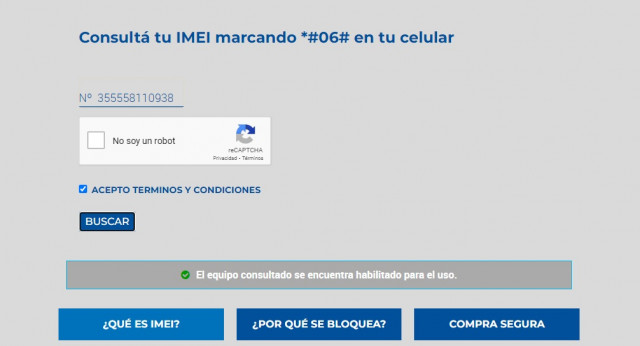 Consultá tu IMEI marcando *#06# en tu celular
Nº 355558110938
No soy un robot
reCAPTCHA
Privacidad - Términos
ACEPTO TERMINOS Y CONDICIONES
BUSCAR
El equipo consultado se encuentra habilitado para el uso.
¿QUÉ ES IMEI? ¿POR QUÉ SE BLOQUEA? COMPRA SEGURA